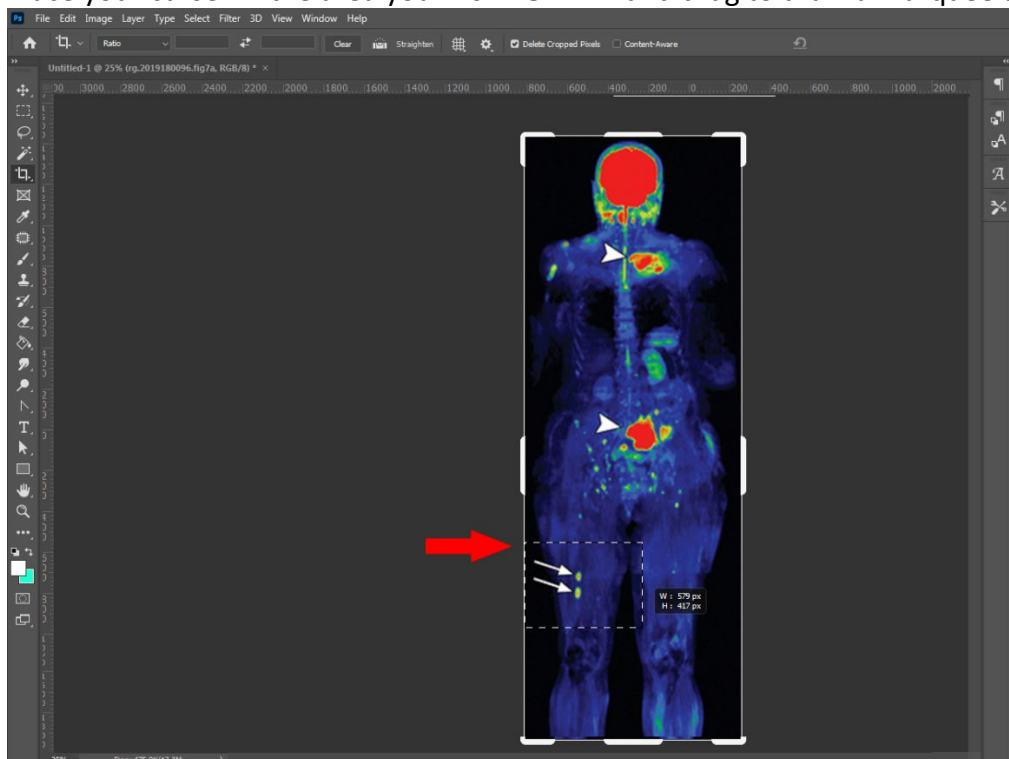 Ps File Edit Image Layer Type Select Filter 3D View Window Help
Ratio Clear Straighten Delete Cropped Pixels Content-Aware
Untitled-1 @ 25% (rg.2019180096.fig7a, RGB/8) * ×
3000 2800 2600 2400 2200 2000 1800 1600 1400 1200 1000 800 600 400 200 0 200 400 600 800 1000 2000
W : 579 px
H : 417 px